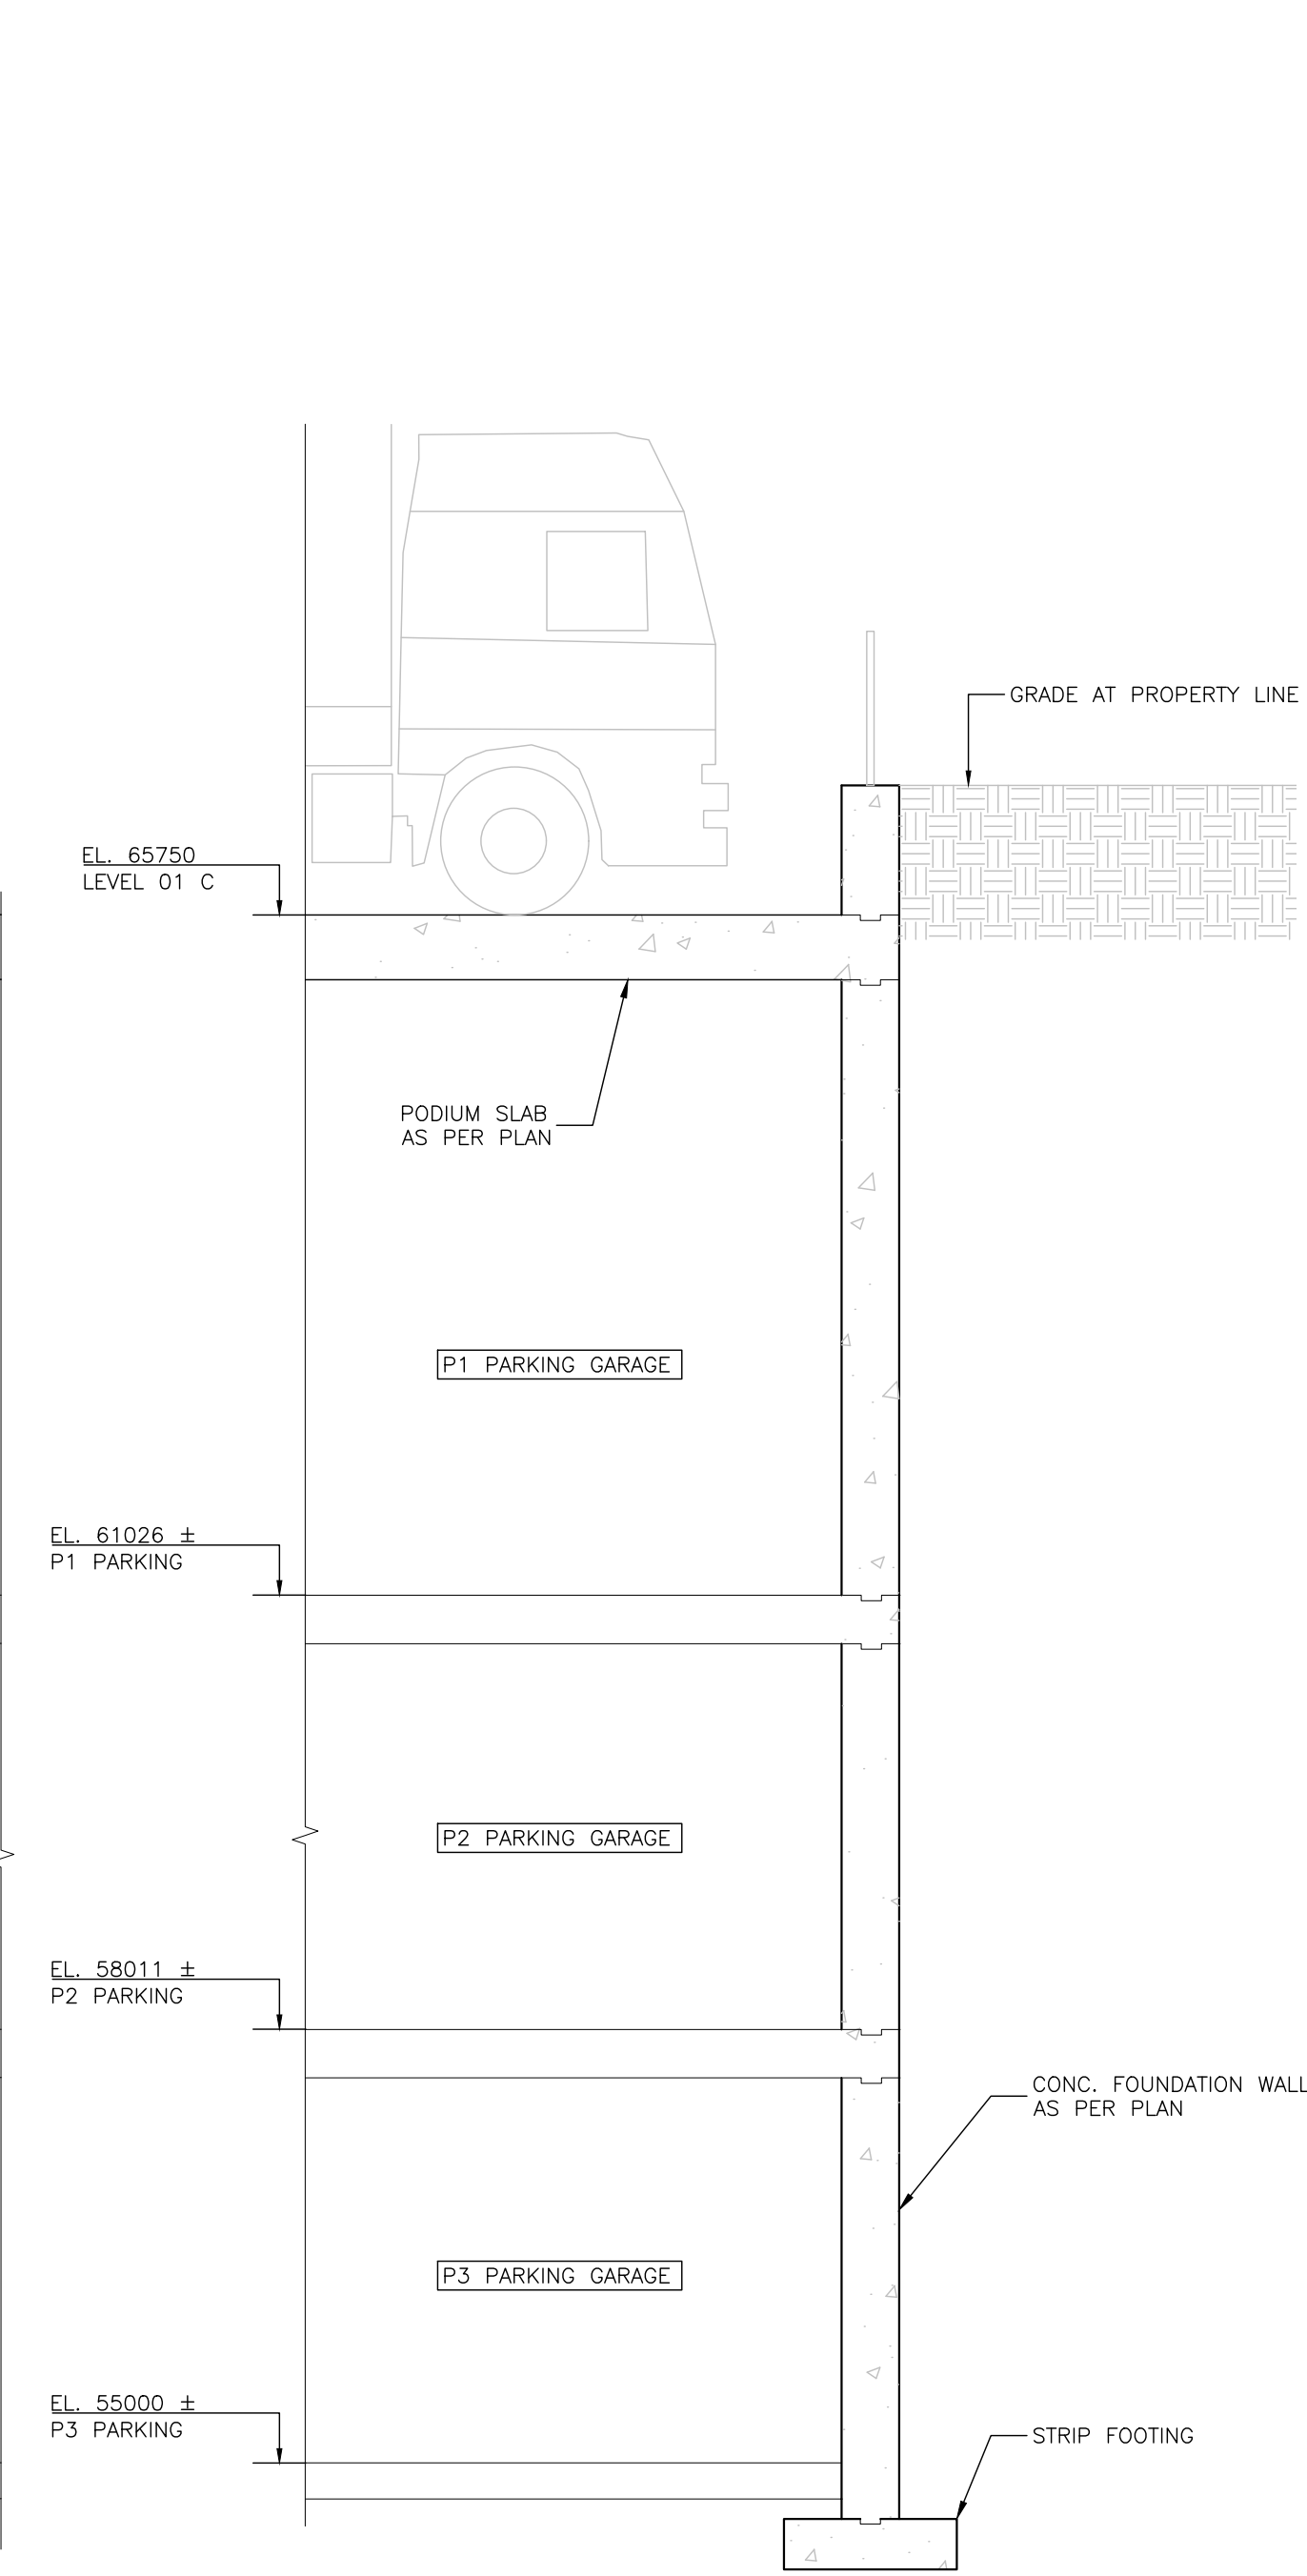 GRADE AT PROPERTY LINE
EL. 65750
LEVEL 01 C
PODIUM SLAB
AS PER PLAN
P1 PARKING GARAGE
EL. 61026 ±
P1 PARKING
P2 PARKING GARAGE
EL. 58011 ±
P2 PARKING
CONC. FOUNDATION WALL
AS PER PLAN
P3 PARKING GARAGE
EL. 55000 ±
P3 PARKING
STRIP FOOTING